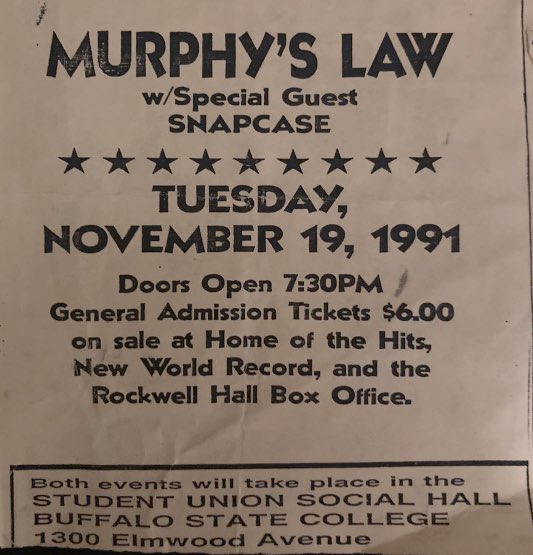 MURPHY'S LAW
w/Special Guest
SNAPCASE
TUESDAY,
NOVEMBER 19, 1991
Doors Open 7:30PM
General Admission Tickets $6.00
on sale at Home of the Hits,
New World Record, and the
Rockwell Hall Box Office.
Both events will take place in the
STUDENT UNION SOCIAL HALL
BUFFALO STATE COLLEGE
1300 Elmwood Avenue